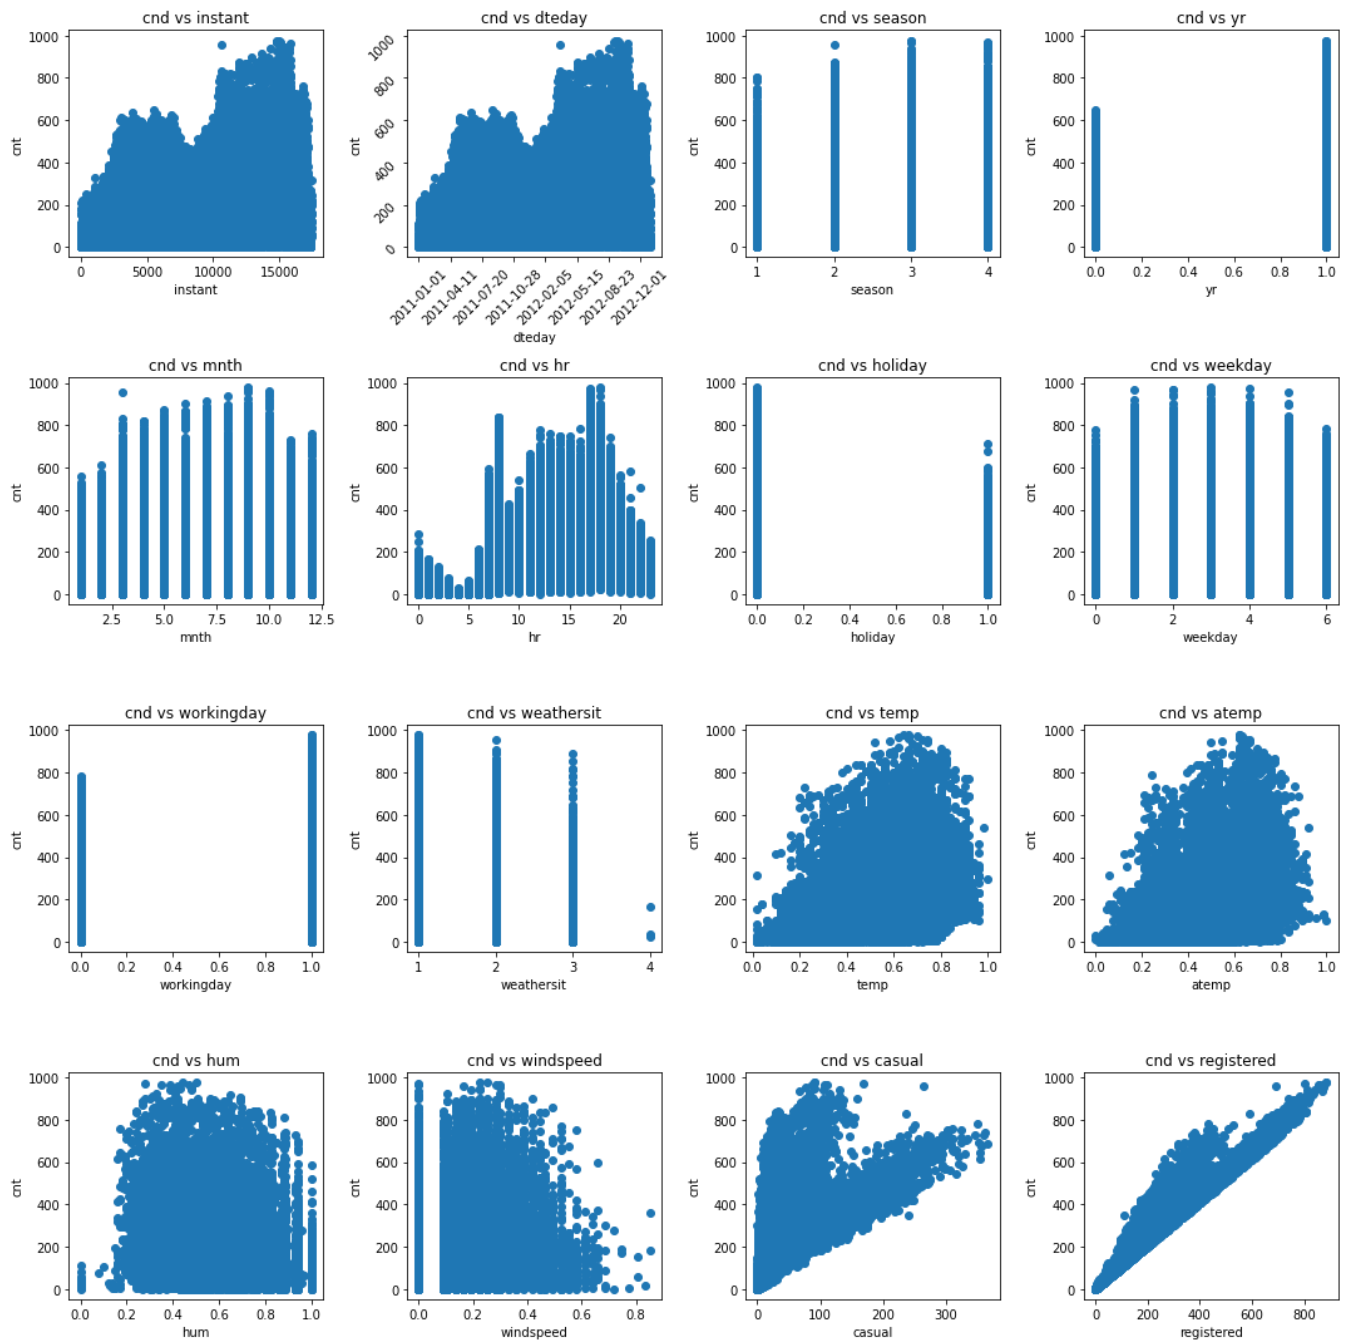 cnd vs instant
cnt
1000
800
600
400
200
0
0 5000 10000 15000
instant
cnd vs dteday
cnt
1000
800
600
400
200
0
2011-01-01 2011-04-11 2011-07-20 2011-10-28 2012-02-05 2012-05-15 2012-08-23 2012-12-01
dteday
cnd vs season
cnt
1000
800
600
400
200
0
1 2 3 4
season
cnd vs yr
cnt
1000
800
600
400
200
0
0.0 0.2 0.4 0.6 0.8 1.0
yr
cnd vs mnth
cnt
1000
800
600
400
200
0
2.5 5.0 7.5 10.0 12.5
mnth
cnd vs hr
cnt
1000
800
600
400
200
0
0 5 10 15 20
hr
cnd vs holiday
cnt
1000
800
600
400
200
0
0.0 0.2 0.4 0.6 0.8 1.0
holiday
cnd vs weekday
cnt
1000
800
600
400
200
0
0 2 4 6
weekday
cnd vs workingday
cnt
1000
800
600
400
200
0
0.0 0.2 0.4 0.6 0.8 1.0
workingday
cnd vs weathersit
cnt
1000
800
600
400
200
0
1 2 3 4
weathersit
cnd vs temp
cnt
1000
800
600
400
200
0
0.0 0.2 0.4 0.6 0.8 1.0
temp
cnd vs atemp
cnt
1000
800
600
400
200
0
0.0 0.2 0.4 0.6 0.8 1.0
atemp
cnd vs hum
cnt
1000
800
600
400
200
0
0.0 0.2 0.4 0.6 0.8 1.0
hum
cnd vs windspeed
cnt
1000
800
600
400
200
0
0.0 0.2 0.4 0.6 0.8
windspeed
cnd vs casual
cnt
1000
800
600
400
200
0
0 100 200 300
casual
cnd vs registered
cnt
1000
800
600
400
200
0
0 200 400 600 800
registered